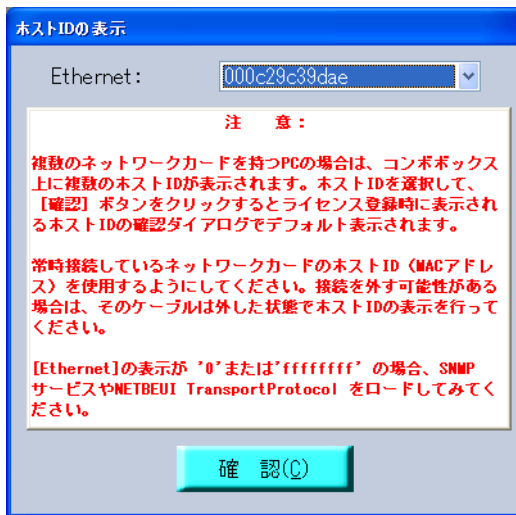 ホストIDの表示
Ethernet: 000c29c39dae
注　意：
複数のネットワークカードを持つPCの場合は、コンボボックス
上に複数のホストIDが表示されます。ホストIDを選択して、
［確認］ボタンをクリックするとライセンス登録時に表示され
るホストIDの確認ダイアログでデフォルト表示されます。
常時接続しているネットワークカードのホストID（MACアドレ
ス）を使用するようにしてください。接続を外す可能性がある
場合は、そのケーブルは外した状態でホストIDの表示を行って
ください。
[Ethernet]の表示が '0'または'ffffffff' の場合、SNMP
サービスやNETBEUI TransportProtocol をロードしてみてく
ださい。
確　認(C)